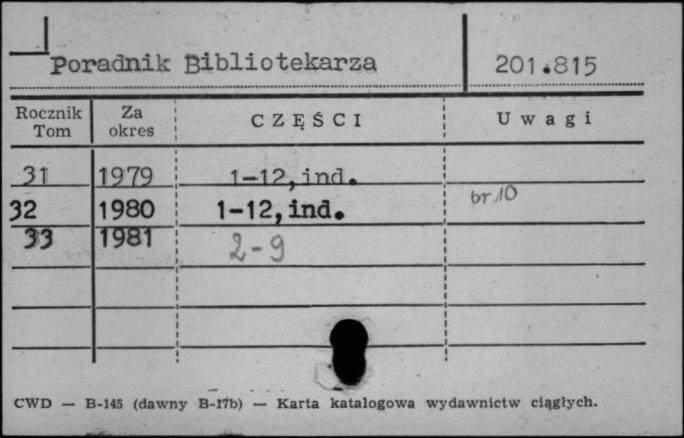 Poradnik Bibliotekarza 201.815
Rocznik Tom Za okres CZĘŚCI Uwagi
31 1979 1-12, ind.
32 1980 1-12, ind. br 10
33 1981 2-9
CWD — B-145 (dawny B-17b) — Karta katalogowa wydawnictw ciągłych.